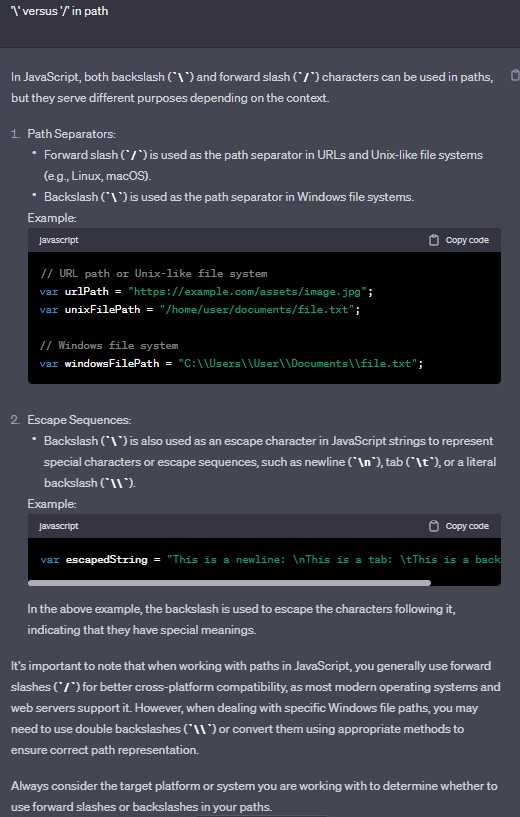 '\' versus '/' in path
In JavaScript, both backslash (`\`) and forward slash (`/`) characters can be used in paths,
but they serve different purposes depending on the context.
1. Path Separators:
• Forward slash (`/`) is used as the path separator in URLs and Unix-like file systems
(e.g., Linux, macOS).
• Backslash (`\`) is used as the path separator in Windows file systems.
Example:
javascript Copy code
// URL path or Unix-like file system
var urlPath = "https://example.com/assets/image.jpg";
var unixFilePath = "/home/user/documents/file.txt";
// Windows file system
var windowsFilePath = "C:\\Users\\User\\Documents\\file.txt";
2. Escape Sequences:
• Backslash (`\`) is also used as an escape character in JavaScript strings to represent
special characters or escape sequences, such as newline (`\n`), tab (`\t`), or a literal
backslash (`\\`).
Example:
javascript Copy code
var escapedString = "This is a newline: \nThis is a tab: \tThis is a back
In the above example, the backslash is used to escape the characters following it,
indicating that they have special meanings.
It's important to note that when working with paths in JavaScript, you generally use forward
slashes (`/`) for better cross-platform compatibility, as most modern operating systems and
web servers support it. However, when dealing with specific Windows file paths, you may
need to use double backslashes (`\\`) or convert them using appropriate methods to
ensure correct path representation.
Always consider the target platform or system you are working with to determine whether to
use forward slashes or backslashes in your paths.